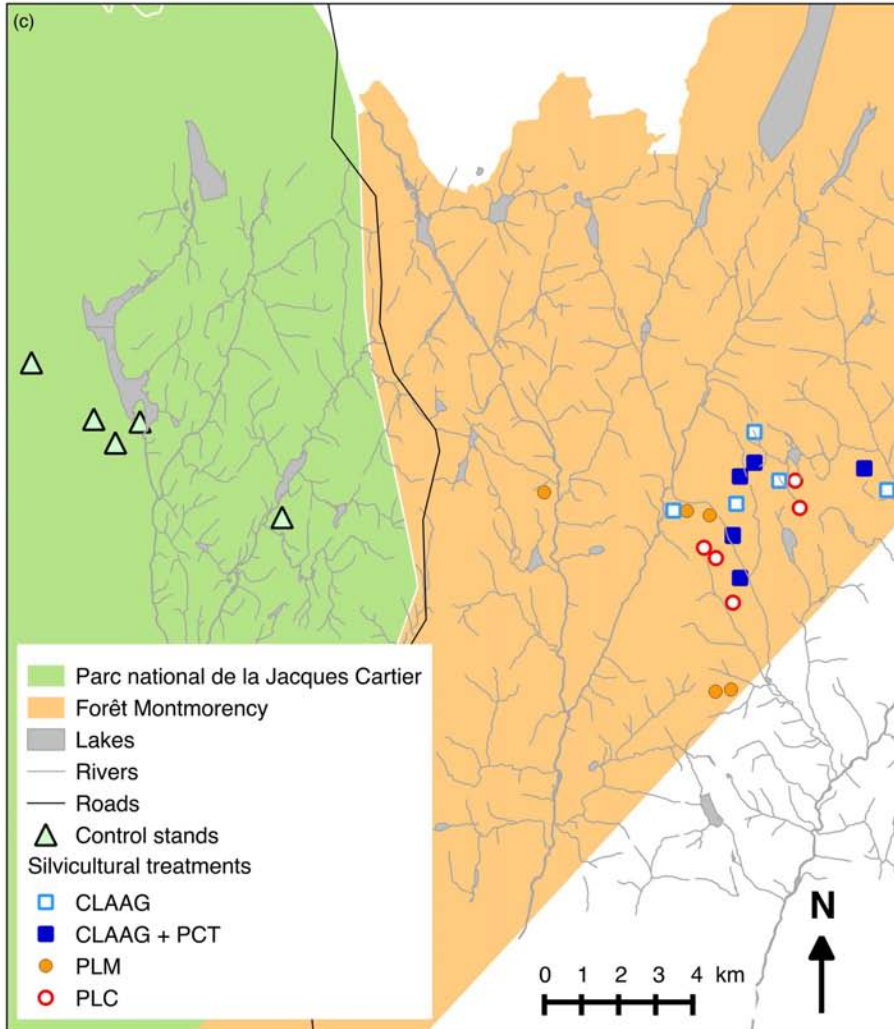 (c)
Parc national de la Jacques Cartier
Forêt Montmorency
Lakes
Rivers
Roads
Control stands
Silvicultural treatments
CLAAG
CLAAG + PCT
PLM
PLC
0 1 2 3 4 km
N